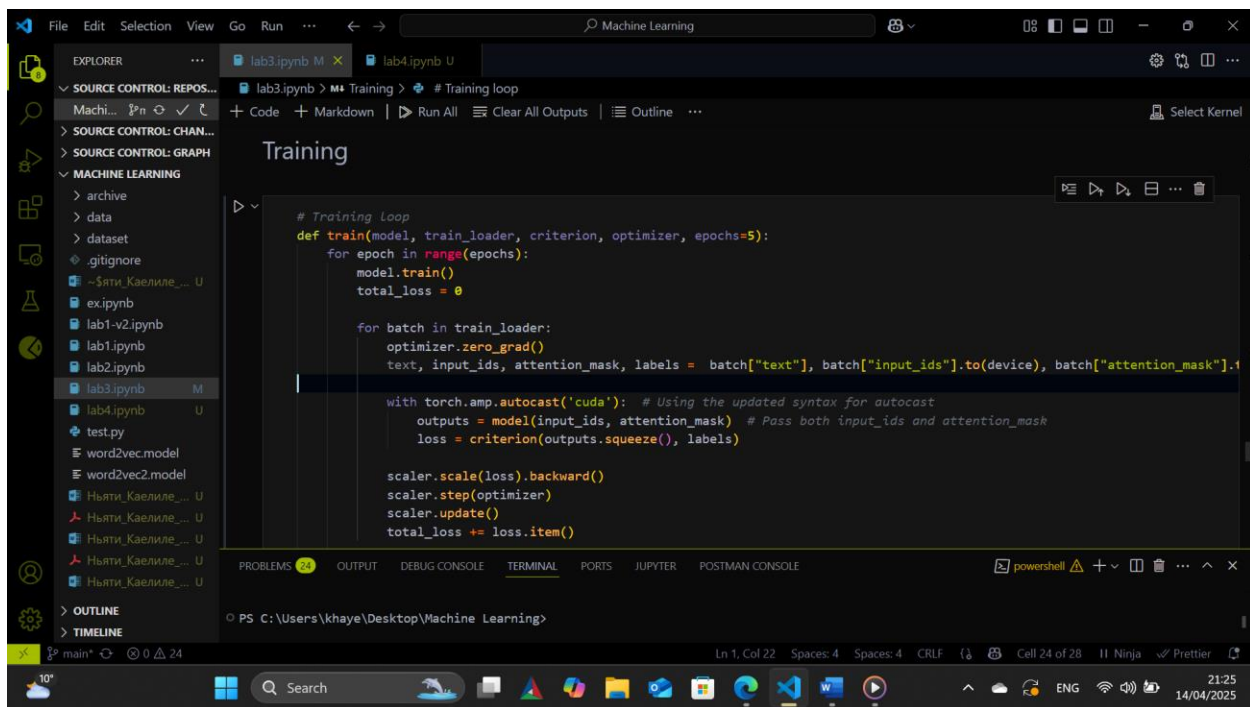 File Edit Selection View Go Run ··· Machine Learning
EXPLORER ··· lab3.ipynb M lab4.ipynb U
SOURCE CONTROL: REPOS...
Machi...
SOURCE CONTROL: CHAN...
SOURCE CONTROL: GRAPH
MACHINE LEARNING
archive
data
dataset
.gitignore
~$яти_Каелиле_... U
ex.ipynb
lab1-v2.ipynb
lab1.ipynb
lab2.ipynb
lab3.ipynb M
lab4.ipynb U
test.py
word2vec.model
word2vec2.model
Ньяти_Каелиле_... U
Ньяти_Каелиле_... U
Ньяти_Каелиле_... U
Ньяти_Каелиле_... U
Ньяти_Каелиле_... U
OUTLINE
TIMELINE
lab3.ipynb > M↓ Training > # Training loop
+ Code + Markdown | Run All Clear All Outputs | Outline ··· Select Kernel
Training
# Training Loop
def train(model, train_loader, criterion, optimizer, epochs=5):
    for epoch in range(epochs):
        model.train()
        total_loss = 0
        for batch in train_loader:
            optimizer.zero_grad()
            text, input_ids, attention_mask, labels =  batch["text"], batch["input_ids"].to(device), batch["attention_mask"].t
            with torch.amp.autocast('cuda'):  # Using the updated syntax for autocast
                outputs = model(input_ids, attention_mask)  # Pass both input_ids and attention_mask
                loss = criterion(outputs.squeeze(), labels)
            scaler.scale(loss).backward()
            scaler.step(optimizer)
            scaler.update()
            total_loss += loss.item()
PROBLEMS 24 OUTPUT DEBUG CONSOLE TERMINAL PORTS JUPYTER POSTMAN CONSOLE powershell
PS C:\Users\khaye\Desktop\Machine Learning>
main* 0 24 Ln 1, Col 22 Spaces: 4 Spaces: 4 CRLF Cell 24 of 28 Ninja Prettier
10° Search ENG 21:25
14/04/2025